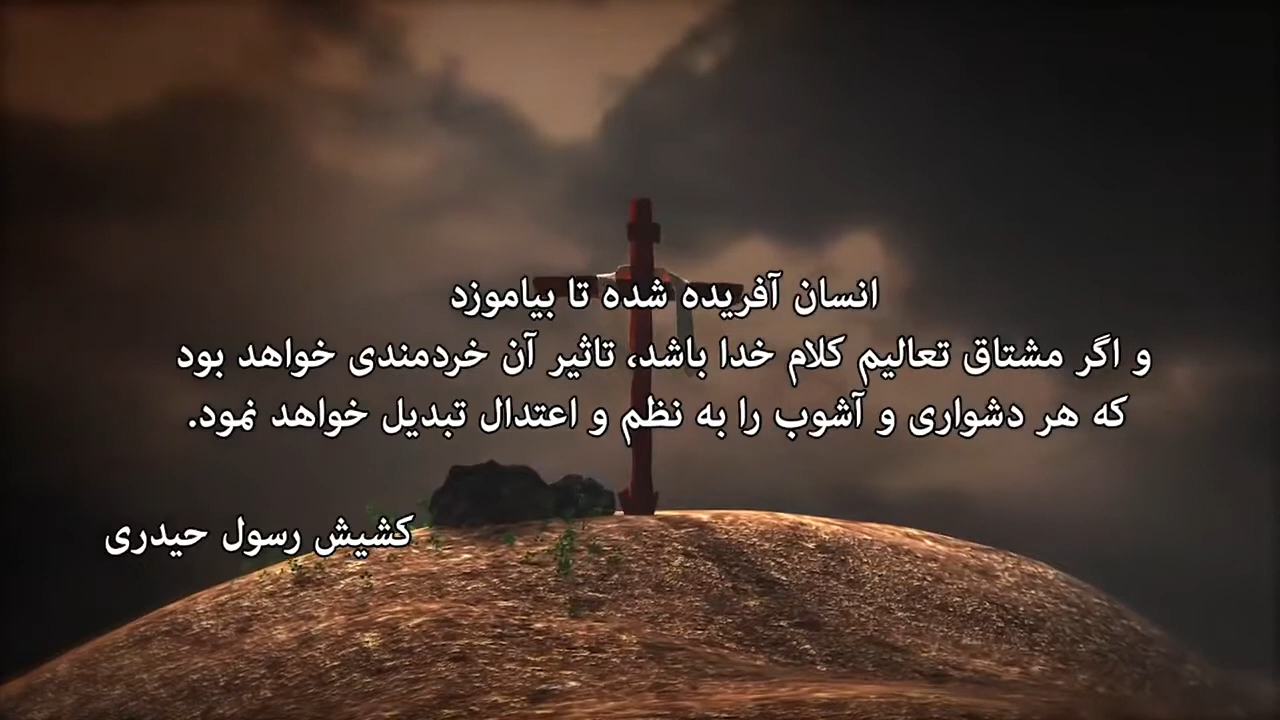 انسان آفریده شده تا بیاموزد
و اگر مشتاق تعالیم کلام خدا باشد، تاثیر آن خردمندی خواهد بود
که هر دشواری و آشوب را به نظم و اعتدال تبدیل خواهد نمود.
کشیش رسول حیدری